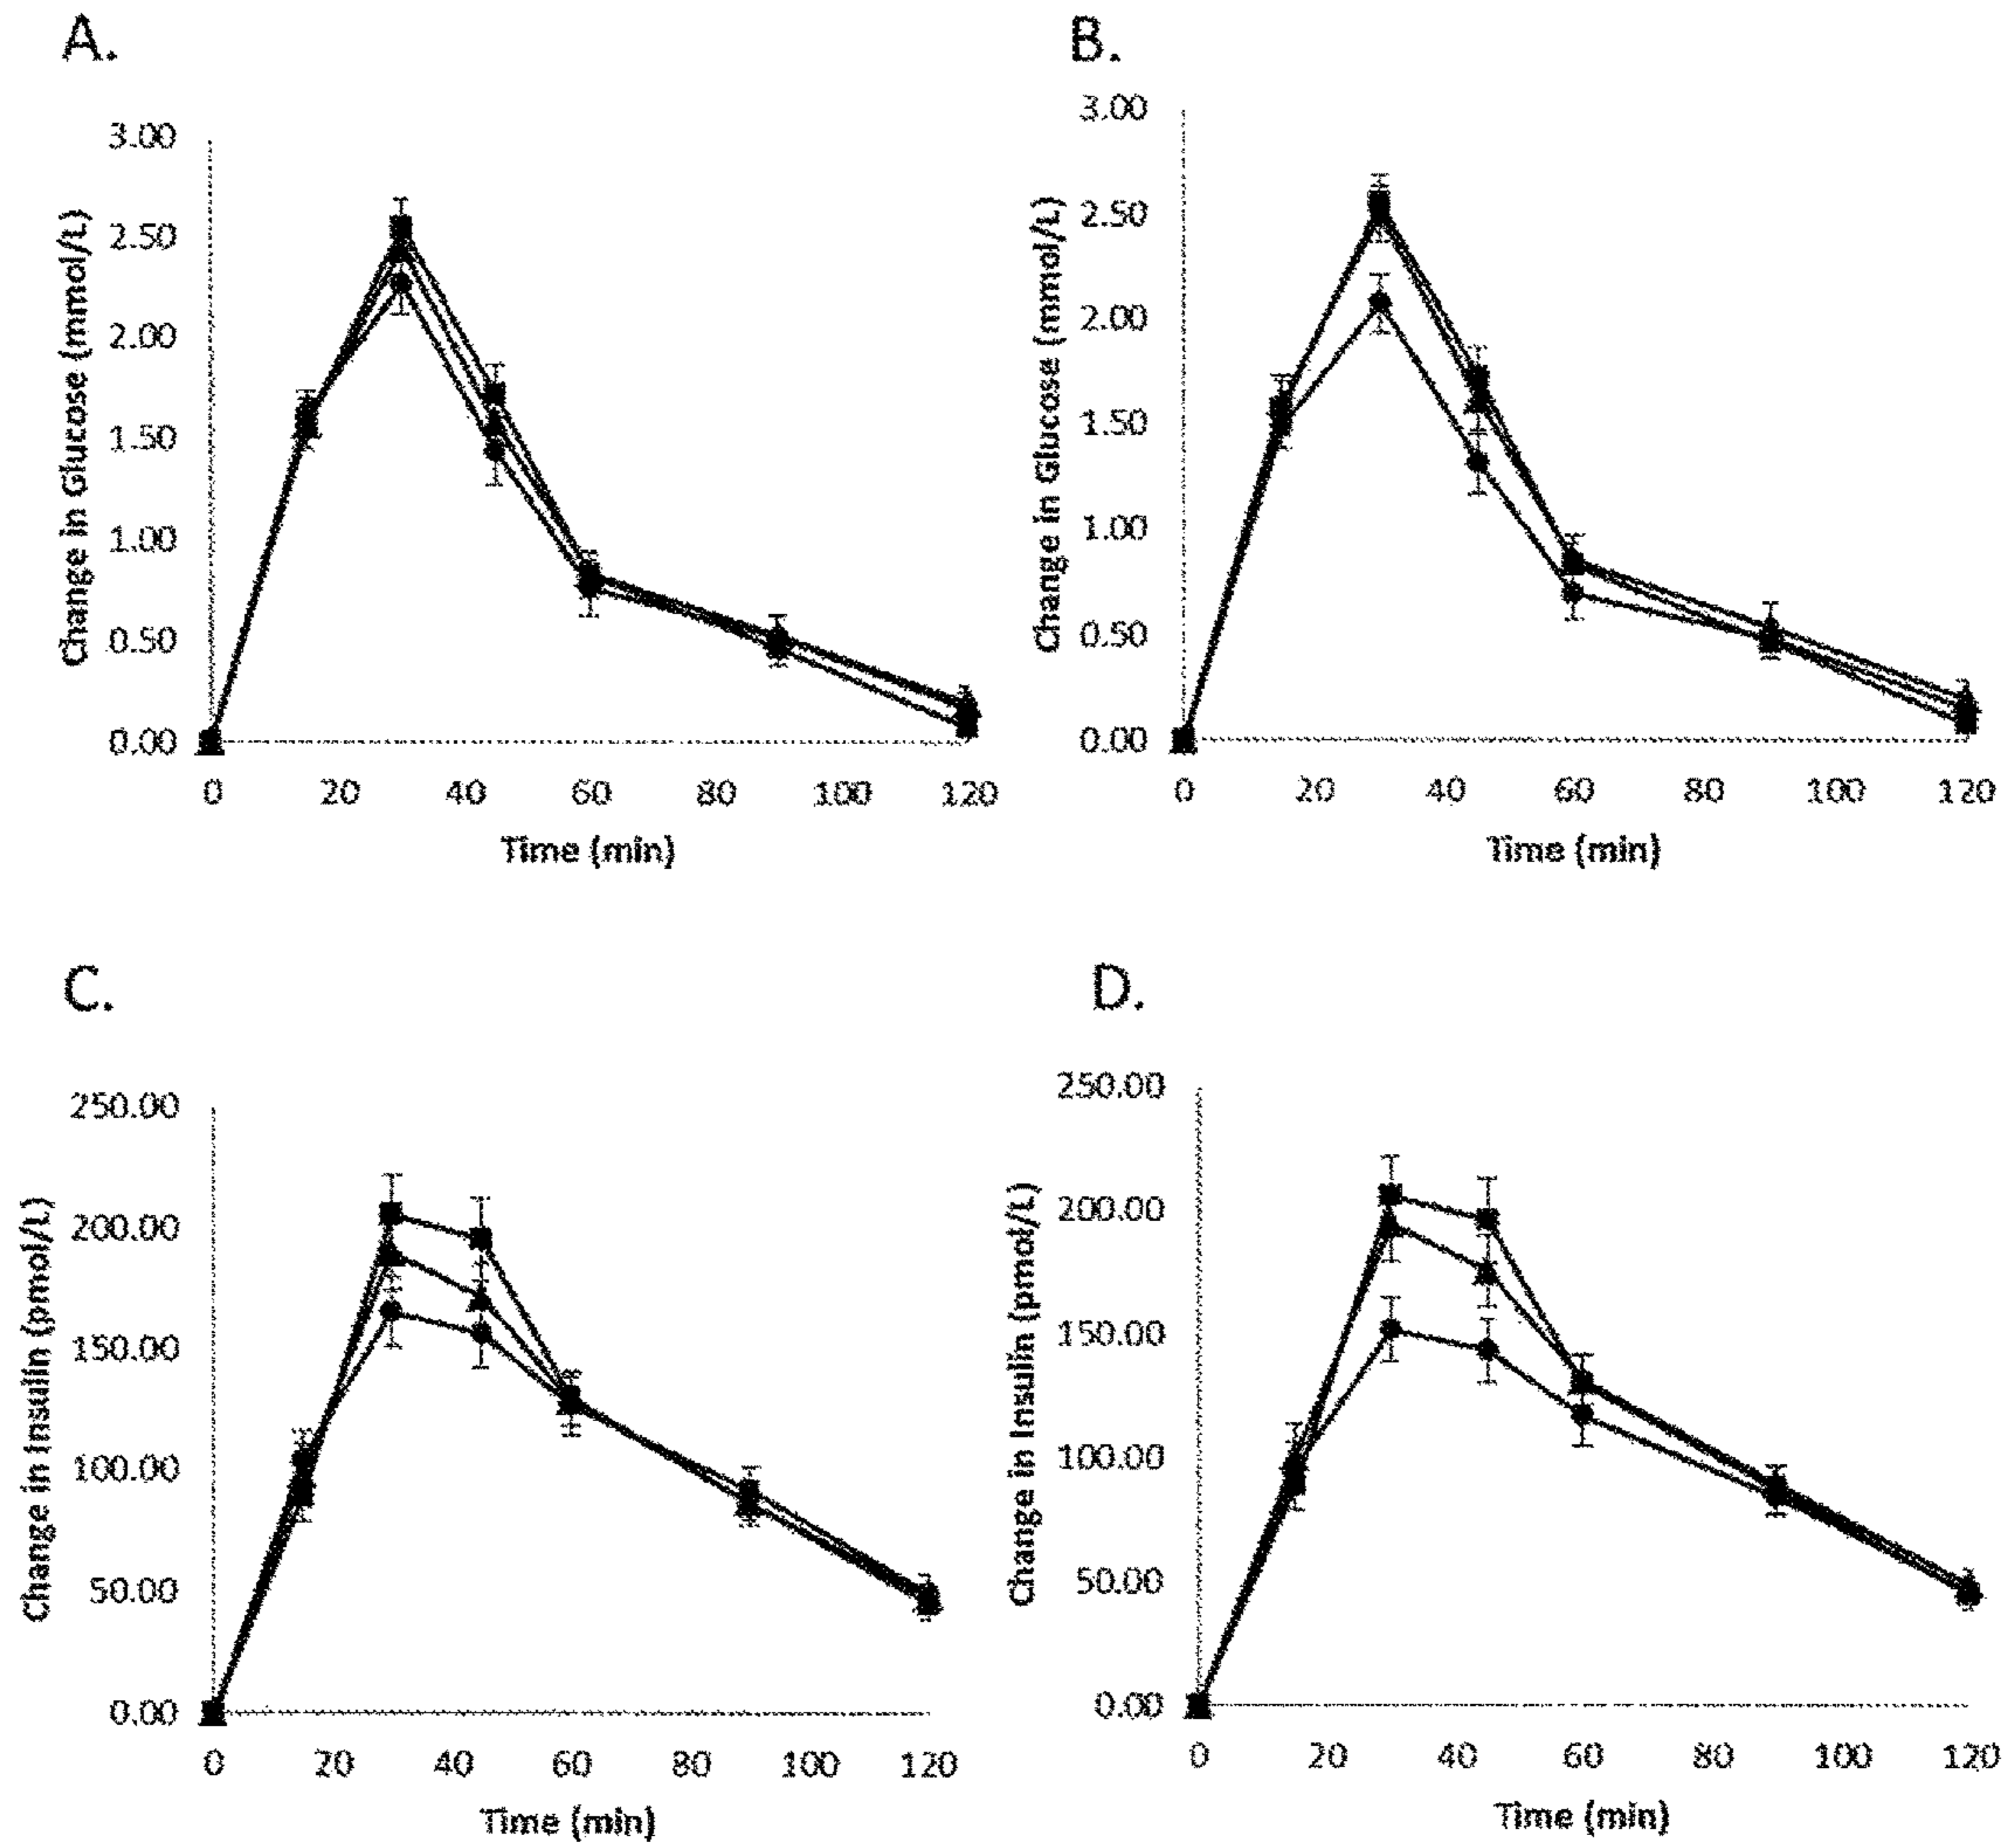 A.
3.00
2.50
2.00
1.50
1.00
0.50
0.00
Change in Glucose (mmol/L)
0 20 40 60 80 100 120
Time (min)
B.
3.00
2.50
2.00
1.50
1.00
0.50
0.00
Change in Glucose (mmol/L)
0 20 40 60 80 100 120
Time (min)
C.
250.00
200.00
150.00
100.00
50.00
0.00
Change in Insulin (pmol/L)
0 20 40 60 80 100 120
Time (min)
D.
250.00
200.00
150.00
100.00
50.00
0.00
Change in Insulin (pmol/L)
0 20 40 60 80 100 120
Time (min)